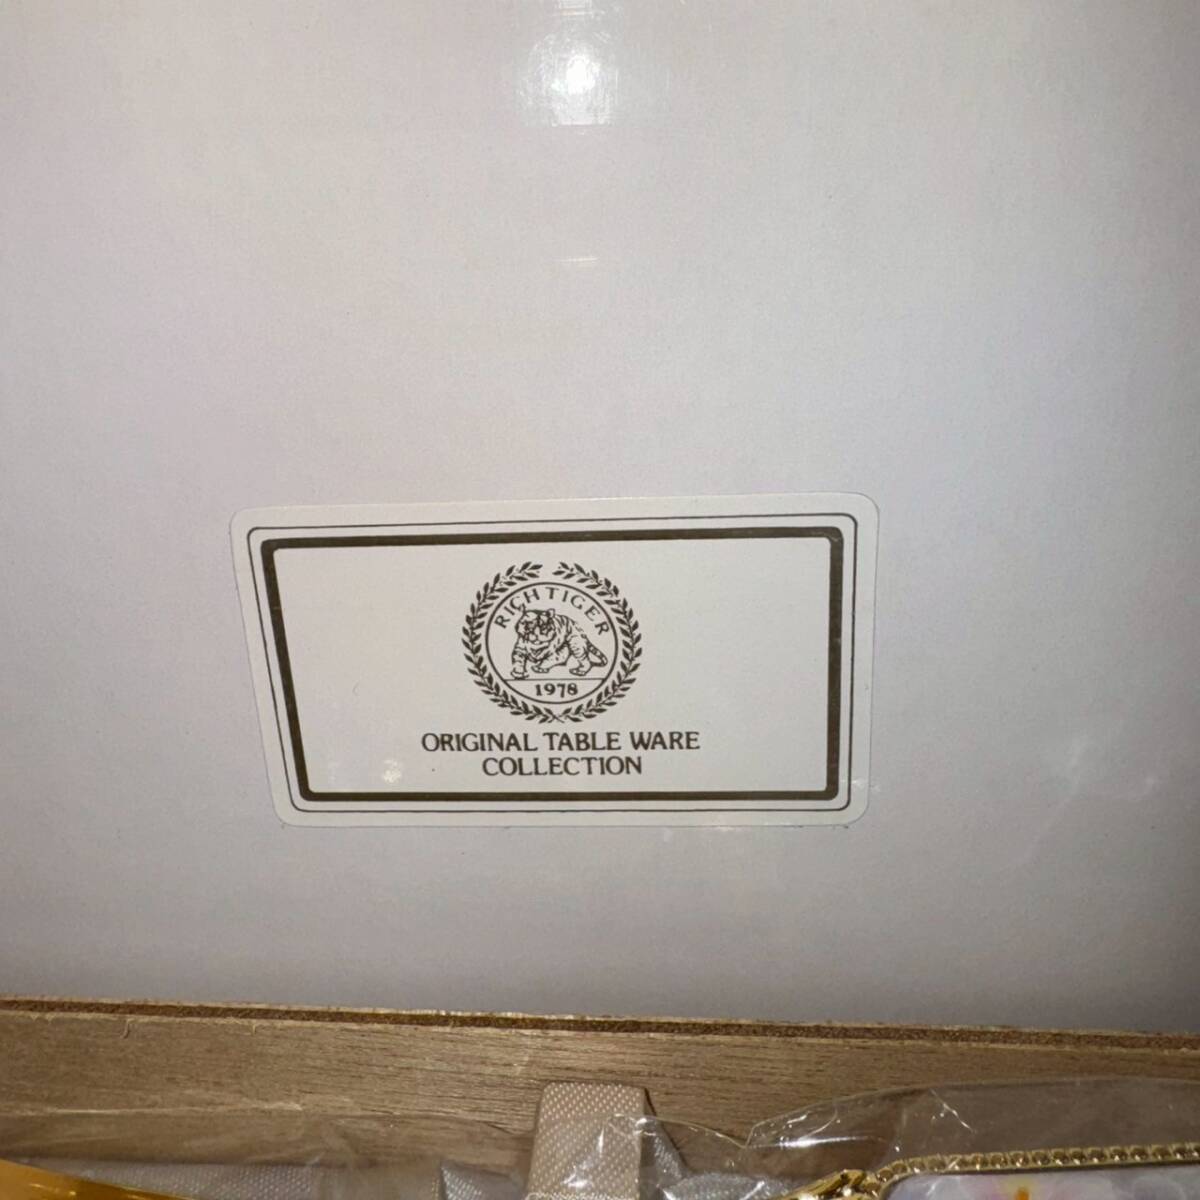 RICH TIGER
1978
ORIGINAL TABLE WARE
COLLECTION